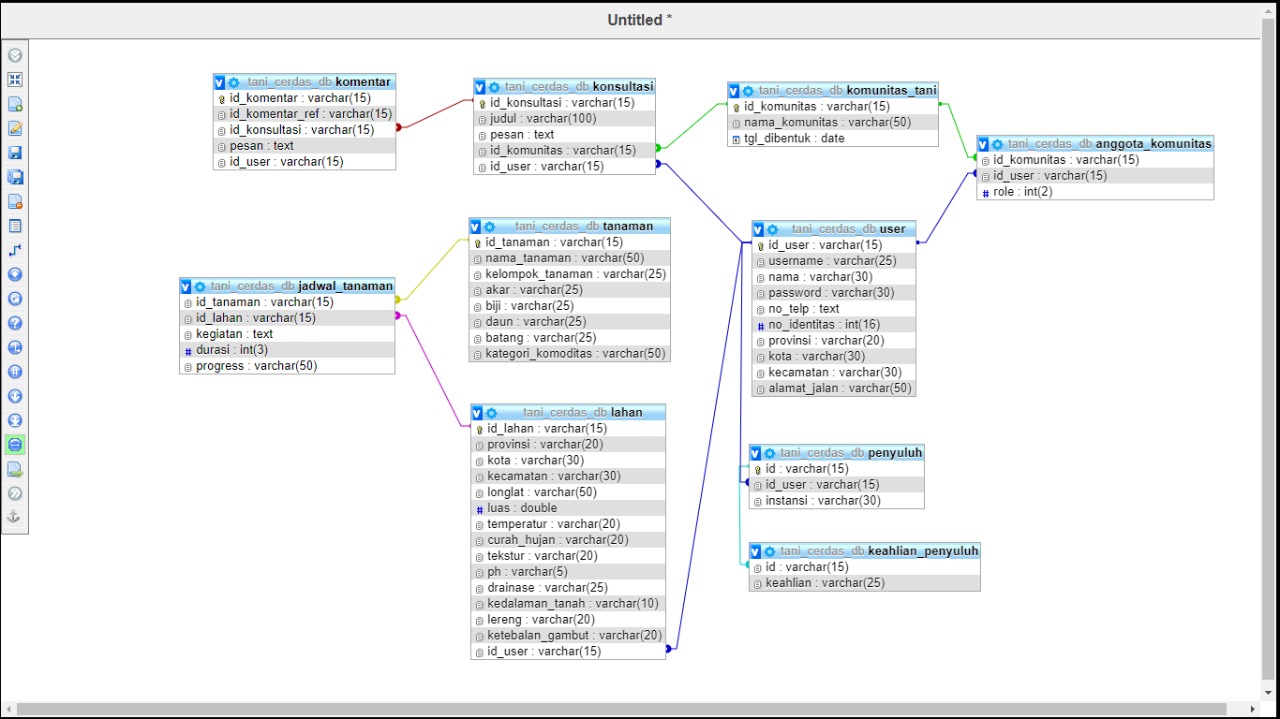 Untitled *
tani_cerdas_db komentar
id_komentar : varchar(15)
id_komentar_ref : varchar(15)
id_konsultasi : varchar(15)
pesan : text
id_user : varchar(15)
tani_cerdas_db konsultasi
id_konsultasi : varchar(15)
judul : varchar(100)
pesan : text
id_komunitas : varchar(15)
id_user : varchar(15)
tani_cerdas_db komunitas_tani
id_komunitas : varchar(15)
nama_komunitas : varchar(50)
tgl_dibentuk : date
tani_cerdas_db anggota_komunitas
id_komunitas : varchar(15)
id_user : varchar(15)
# role : int(2)
tani_cerdas_db jadwal_tanaman
id_tanaman : varchar(15)
id_lahan : varchar(15)
kegiatan : text
# durasi : int(3)
progress : varchar(50)
tani_cerdas_db tanaman
id_tanaman : varchar(15)
nama_tanaman : varchar(50)
kelompok_tanaman : varchar(25)
akar : varchar(25)
biji : varchar(25)
daun : varchar(25)
batang : varchar(25)
kategori_komoditas : varchar(50)
tani_cerdas_db user
id_user : varchar(15)
username : varchar(25)
nama : varchar(30)
password : varchar(30)
no_telp : text
# no_identitas : int(16)
provinsi : varchar(20)
kota : varchar(30)
kecamatan : varchar(30)
alamat_jalan : varchar(50)
tani_cerdas_db lahan
id_lahan : varchar(15)
provinsi : varchar(20)
kota : varchar(30)
kecamatan : varchar(30)
longlat : varchar(50)
# luas : double
temperatur : varchar(20)
curah_hujan : varchar(20)
tekstur : varchar(20)
ph : varchar(5)
drainase : varchar(25)
kedalaman_tanah : varchar(10)
lereng : varchar(20)
ketebalan_gambut : varchar(20)
id_user : varchar(15)
tani_cerdas_db penyuluh
id : varchar(15)
id_user : varchar(15)
instansi : varchar(30)
tani_cerdas_db keahlian_penyuluh
id : varchar(15)
keahlian : varchar(25)